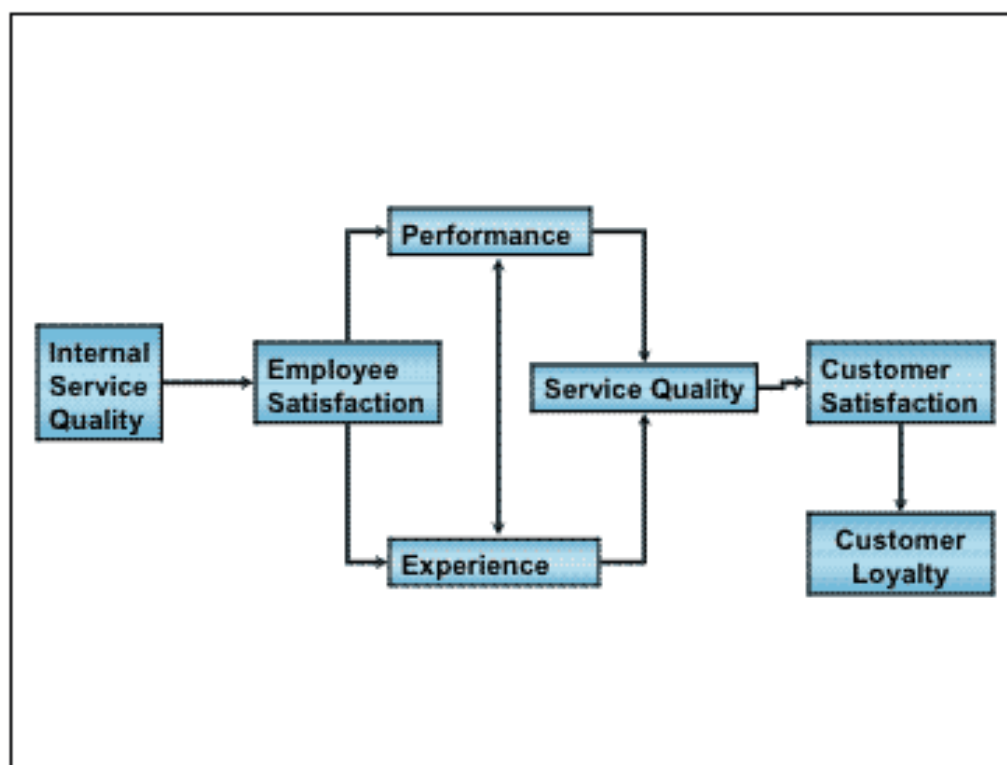 Performance
Internal
Service
Quality
Employee
Satisfaction
Service Quality
Customer
Satisfaction
Experience
Customer
Loyalty